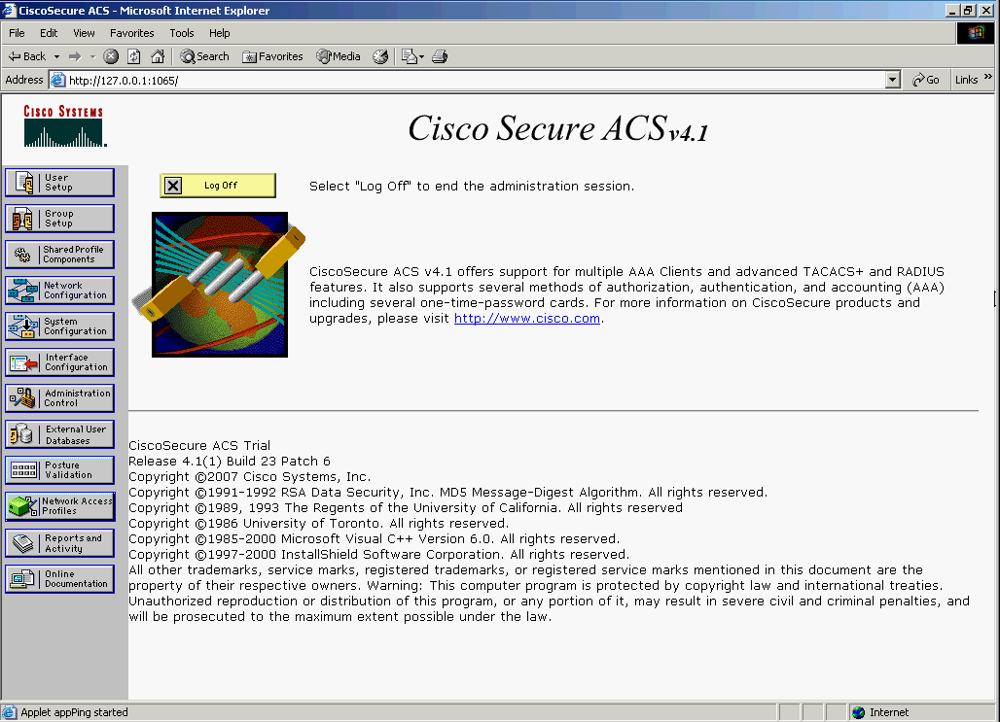 CiscoSecure ACS - Microsoft Internet Explorer
File Edit View Favorites Tools Help
Back Search Favorites Media
Address http://127.0.0.1:1065/ Go Links »
CISCO SYSTEMS
Cisco Secure ACS v4.1
User
Setup
Group
Setup
Shared Profile
Components
Network
Configuration
System
Configuration
Interface
Configuration
Administration
Control
External User
Databases
Posture
Validation
Network Access
Profiles
Reports and
Activity
Online
Documentation
Log Off
Select "Log Off" to end the administration session.
CiscoSecure ACS v4.1 offers support for multiple AAA Clients and advanced TACACS+ and RADIUS
features. It also supports several methods of authorization, authentication, and accounting (AAA)
including several one-time-password cards. For more information on CiscoSecure products and
upgrades, please visit http://www.cisco.com.
CiscoSecure ACS Trial
Release 4.1(1) Build 23 Patch 6
Copyright ©2007 Cisco Systems, Inc.
Copyright ©1991-1992 RSA Data Security, Inc. MD5 Message-Digest Algorithm. All rights reserved.
Copyright ©1989, 1993 The Regents of the University of California. All rights reserved
Copyright ©1986 University of Toronto. All rights reserved.
Copyright ©1985-2000 Microsoft Visual C++ Version 6.0. All rights reserved.
Copyright ©1997-2000 InstallShield Software Corporation. All rights reserved.
All other trademarks, service marks, registered trademarks, or registered service marks mentioned in this document are the
property of their respective owners. Warning: This computer program is protected by copyright law and international treaties.
Unauthorized reproduction or distribution of this program, or any portion of it, may result in severe civil and criminal penalties, and
will be prosecuted to the maximum extent possible under the law.
Applet appPing started
Internet